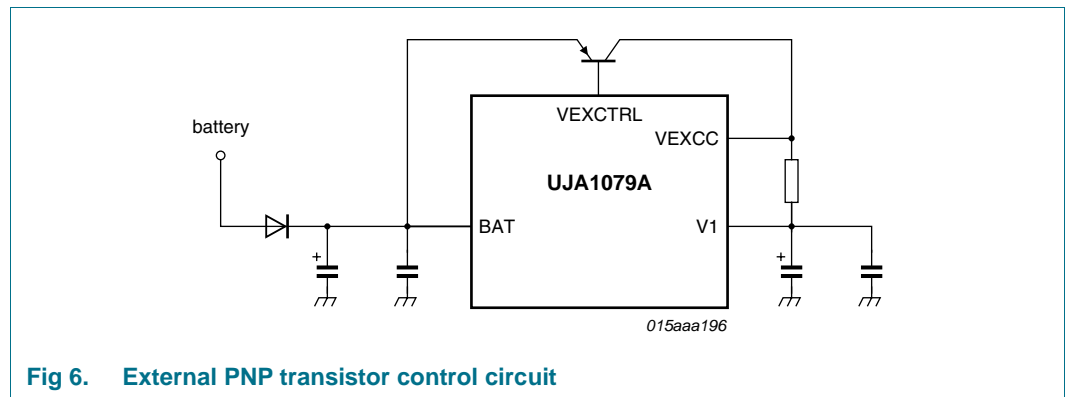 battery
VEXCTRL
VEXCC
UJA1079A
BAT
V1
+
+
015aaa196
Fig 6. External PNP transistor control circuit